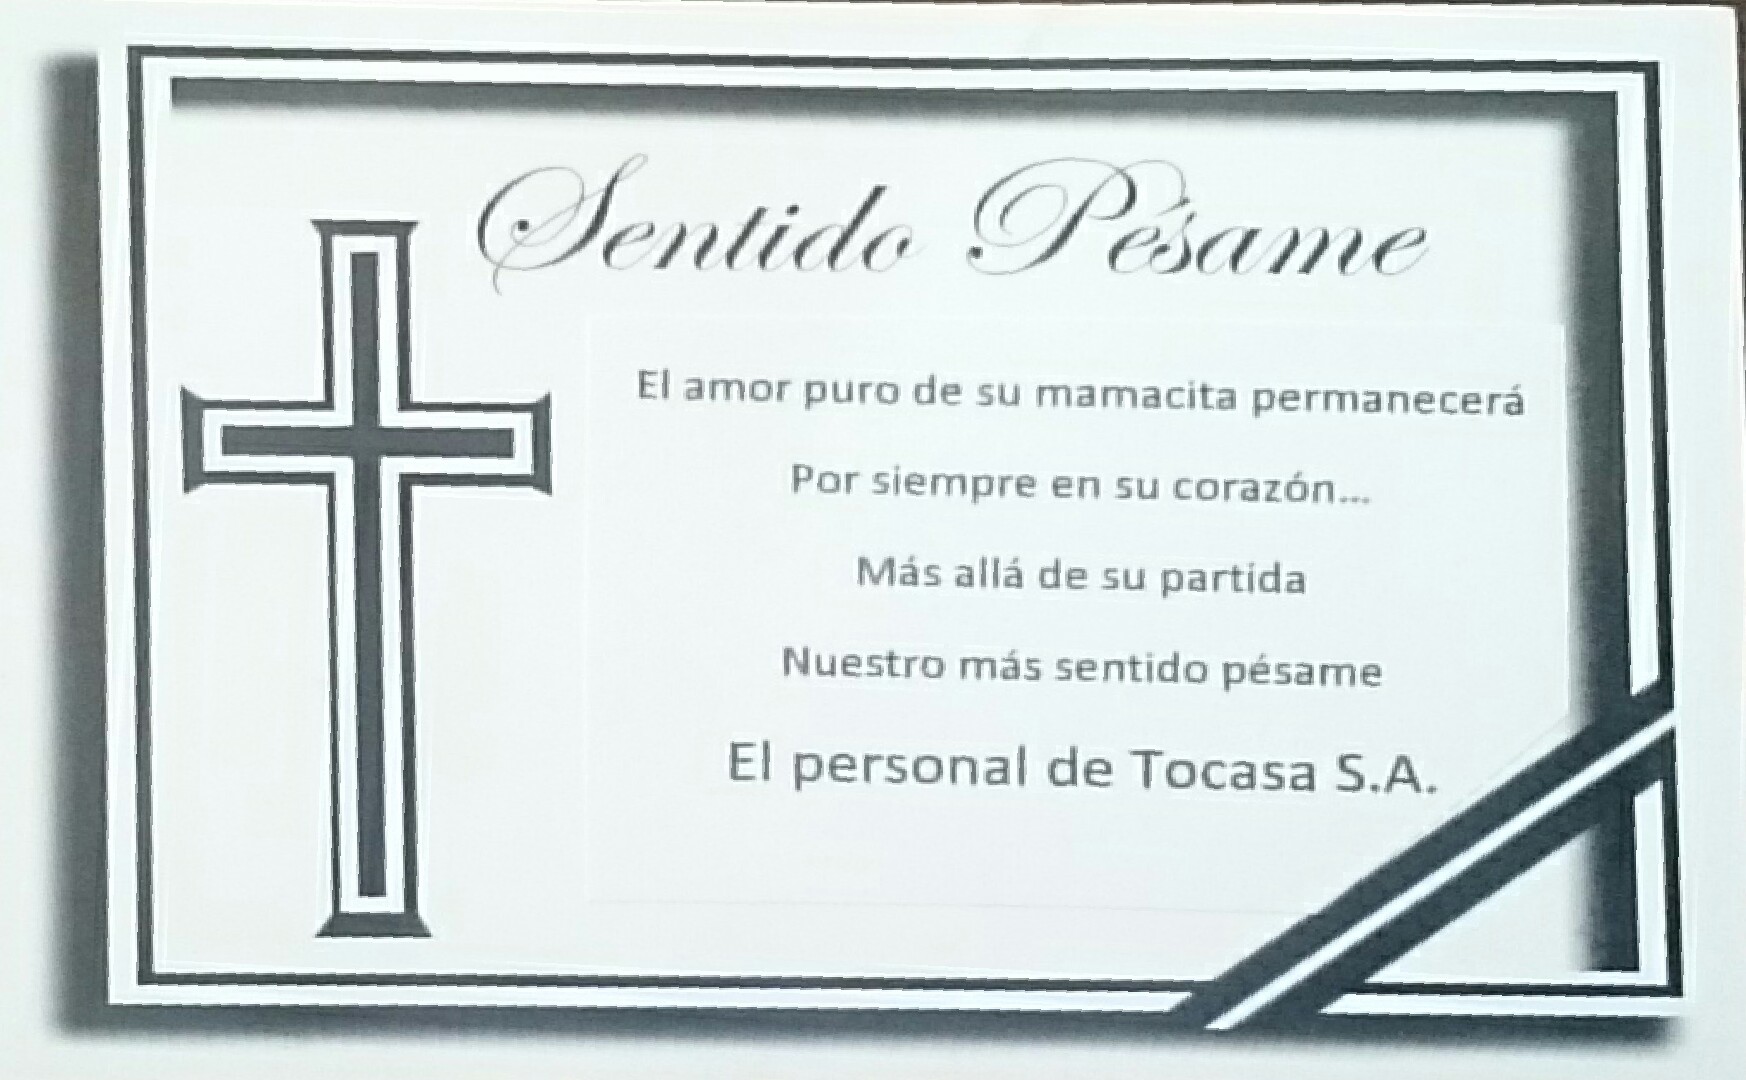 Sentido Pésame
El amor puro de su mamacita permanecerá
Por siempre en su corazón...
Más allá de su partida
Nuestro más sentido pésame
El personal de Tocasa S.A.